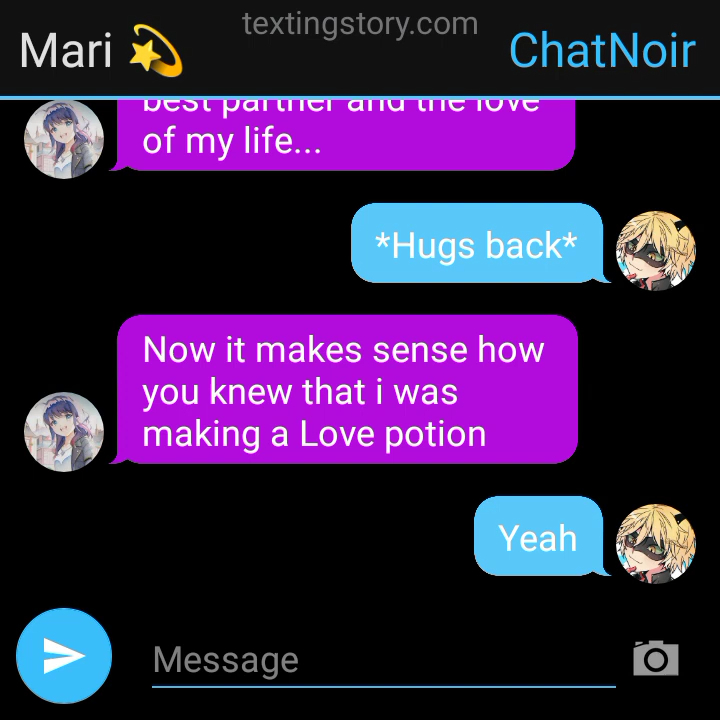 textingstory.com
Mari 💫 ChatNoir
best partner and the love
of my life...
*Hugs back*
Now it makes sense how
you knew that i was
making a Love potion
Yeah
Message